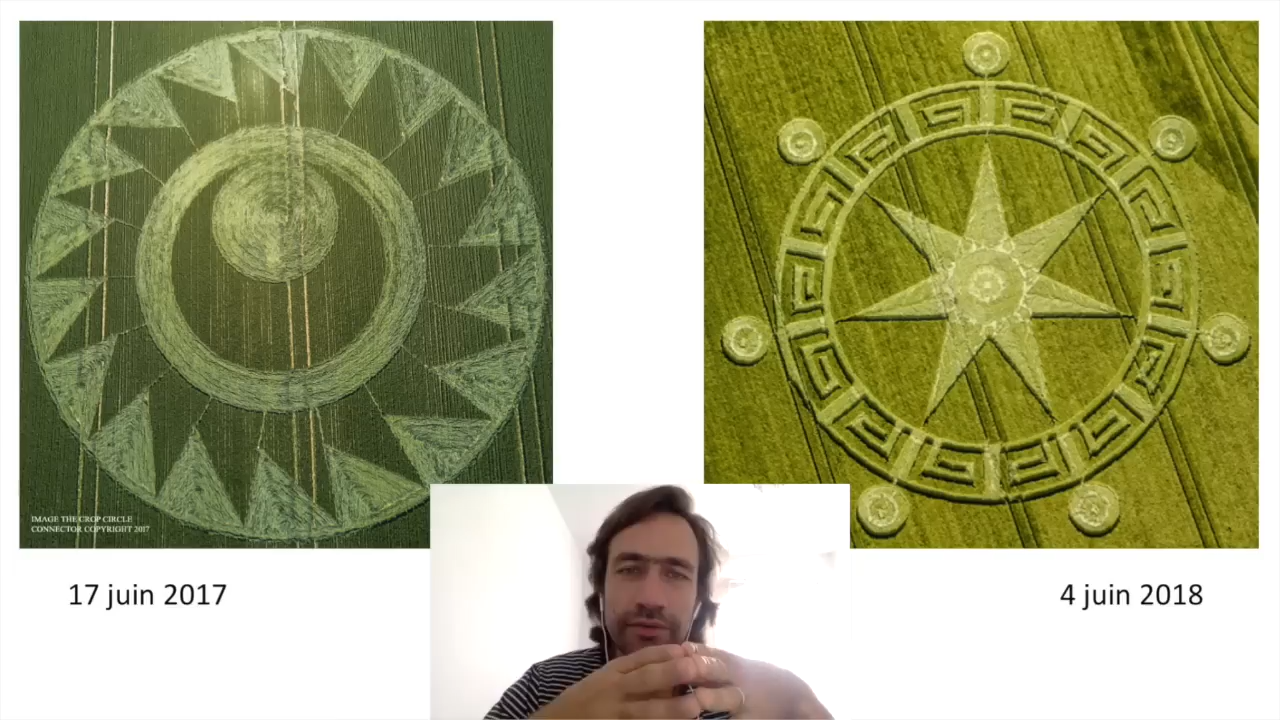 IMAGE THE CROP CIRCLE
CONNECTOR COPYRIGHT 2017
17 juin 2017
4 juin 2018